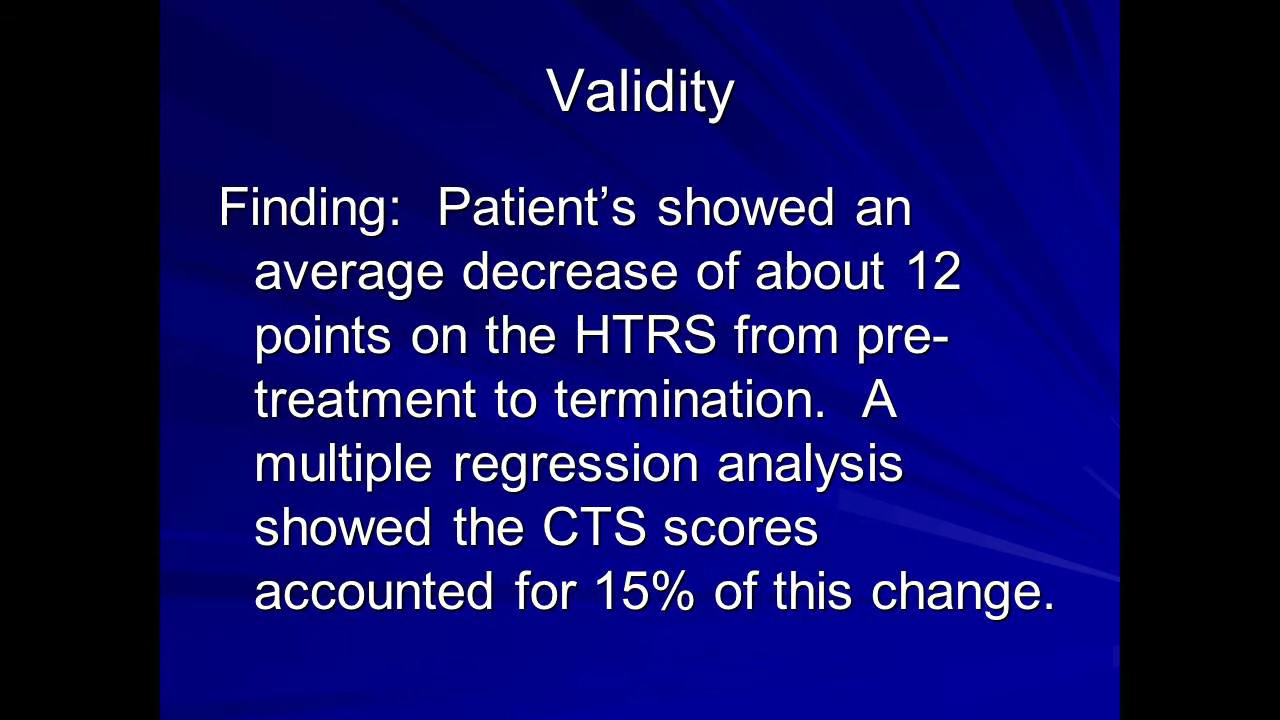 Validity
Finding:  Patient’s showed an
average decrease of about 12
points on the HTRS from pre-
treatment to termination.  A
multiple regression analysis
showed the CTS scores
accounted for 15% of this change.